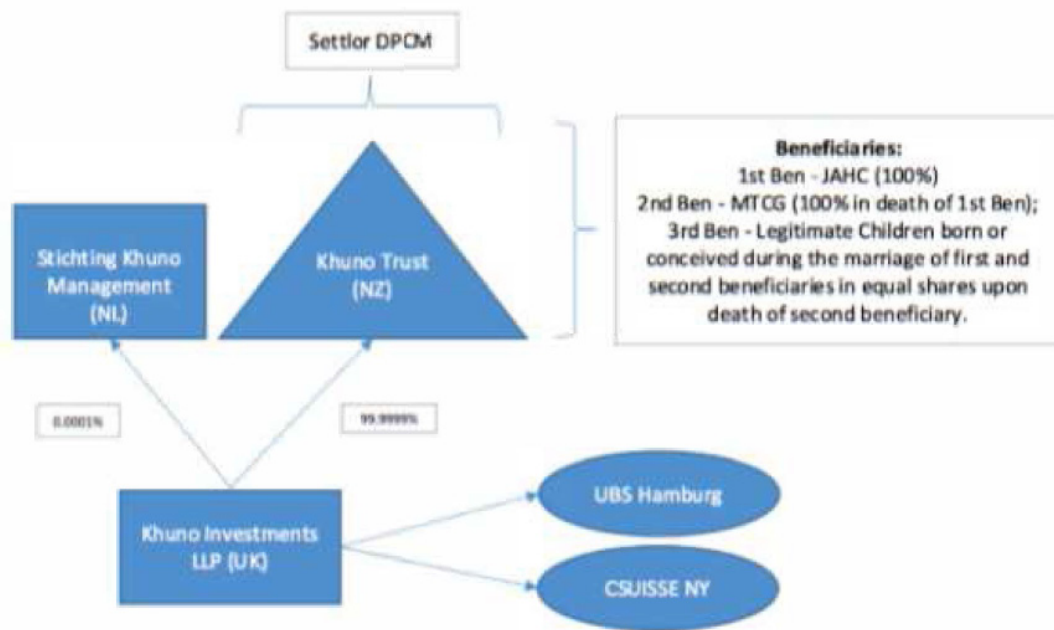 Settlor DPCM
Beneficiaries:
1st Ben - JAHC (100%)
2nd Ben - MTCG (100% in death of 1st Ben);
3rd Ben - Legitimate Children born or
conceived during the marriage of first and
second beneficiaries in equal shares upon
death of second beneficiary.
Stichting Khuno
Management
(NL)
Khuno Trust
(NZ)
0.0001%
99.9999%
Khuno Investments
LLP (UK)
UBS Hamburg
CSUISSE NY